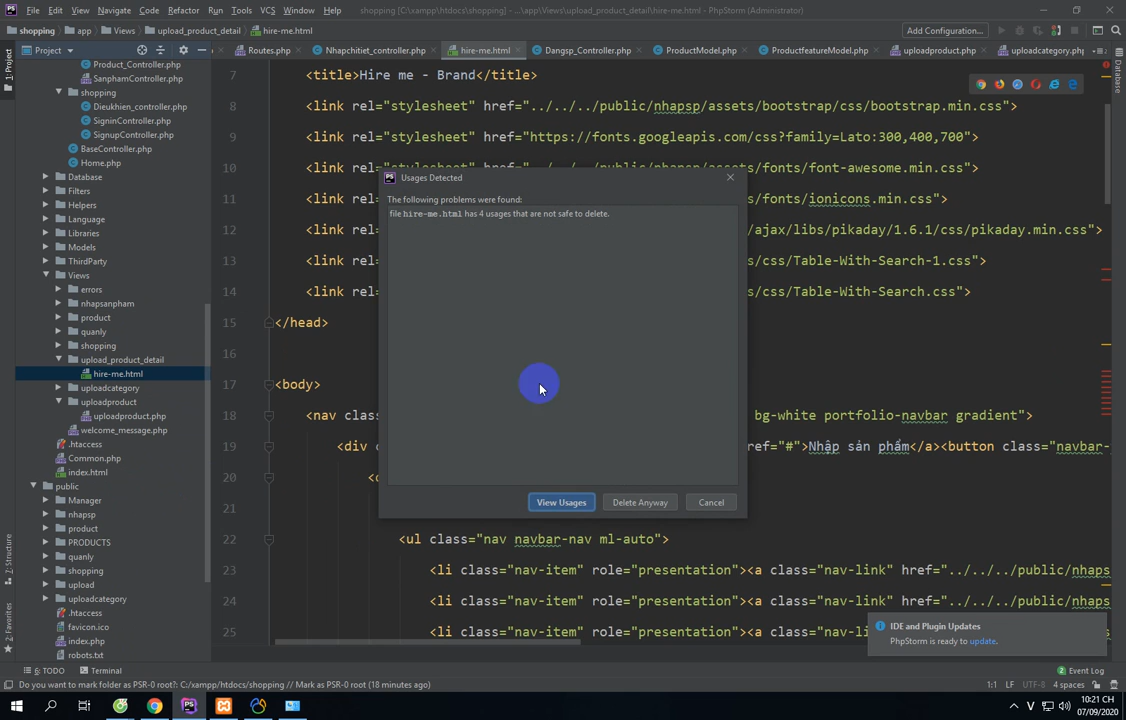 File Edit View Navigate Code Refactor Run Tools VCS Window Help shopping [C:\xampp\htdocs\shopping] - ...\app\Views\upload_product_detail\hire-me.html - PhpStorm (Administrator)
shopping app Views upload_product_detail hire-me.html Add Configuration...
Project Routes.php Nhapchitiet_controller.php hire-me.html Dangsp_Controller.php ProductModel.php ProductfeatureModel.php uploadproduct.php uploadcategory.php
1: Project
Database
Product_Controller.php
SanphamController.php
shopping
Dieukhien_controller.php
SigninController.php
SignupController.php
BaseController.php
Home.php
Database
Filters
Helpers
Language
Libraries
Models
ThirdParty
Views
errors
nhapsanpham
product
quanly
shopping
upload_product_detail
hire-me.html
uploadcategory
uploadproduct
uploadproduct.php
welcome_message.php
.htaccess
Common.php
index.html
public
Manager
nhapsp
product
PRODUCTS
quanly
shopping
upload
uploadcategory
.htaccess
favicon.ico
index.php
robots.txt
7: Structure
2: Favorites
7 <title>Hire me - Brand</title>
8 <link rel="stylesheet" href="../../../public/nhapsp/assets/bootstrap/css/bootstrap.min.css">
9 <link rel="stylesheet" href="https://fonts.googleapis.com/css?family=Lato:300,400,700">
10 <link rel="stylesheet" href="../../../public/nhapsp/assets/fonts/font-awesome.min.css">
11 <link rel= /fonts/ionicons.min.css">
12 <link rel= /ajax/libs/pikaday/1.6.1/css/pikaday.min.css">
13 <link rel= s/css/Table-With-Search-1.css">
14 <link rel= s/css/Table-With-Search.css">
15 </head>
16
17 <body>
18 <nav clas bg-white portfolio-navbar gradient">
19 <div c ref="#">Nhập sản phẩm</a><button class="navbar-
20 <
21
22 <ul class="nav navbar-nav ml-auto">
23 <li class="nav-item" role="presentation"><a class="nav-link" href="../../../public/nhaps
24 <li class="nav-item" role="presentation"><a class="nav-link" href="../../../public/nhaps
25 <li class="nav-item" role="presentation"><a class="nav-li
Usages Detected
The following problems were found:
file hire-me.html has 4 usages that are not safe to delete.
View Usages Delete Anyway Cancel
IDE and Plugin Updates
PhpStorm is ready to update.
6: TODO Terminal Event Log
Do you want to mark folder as PSR-0 root?: C:/xampp/htdocs/shopping // Mark as PSR-0 root (18 minutes ago) 1:1 LF UTF-8 4 spaces
10:21 CH
07/09/2020